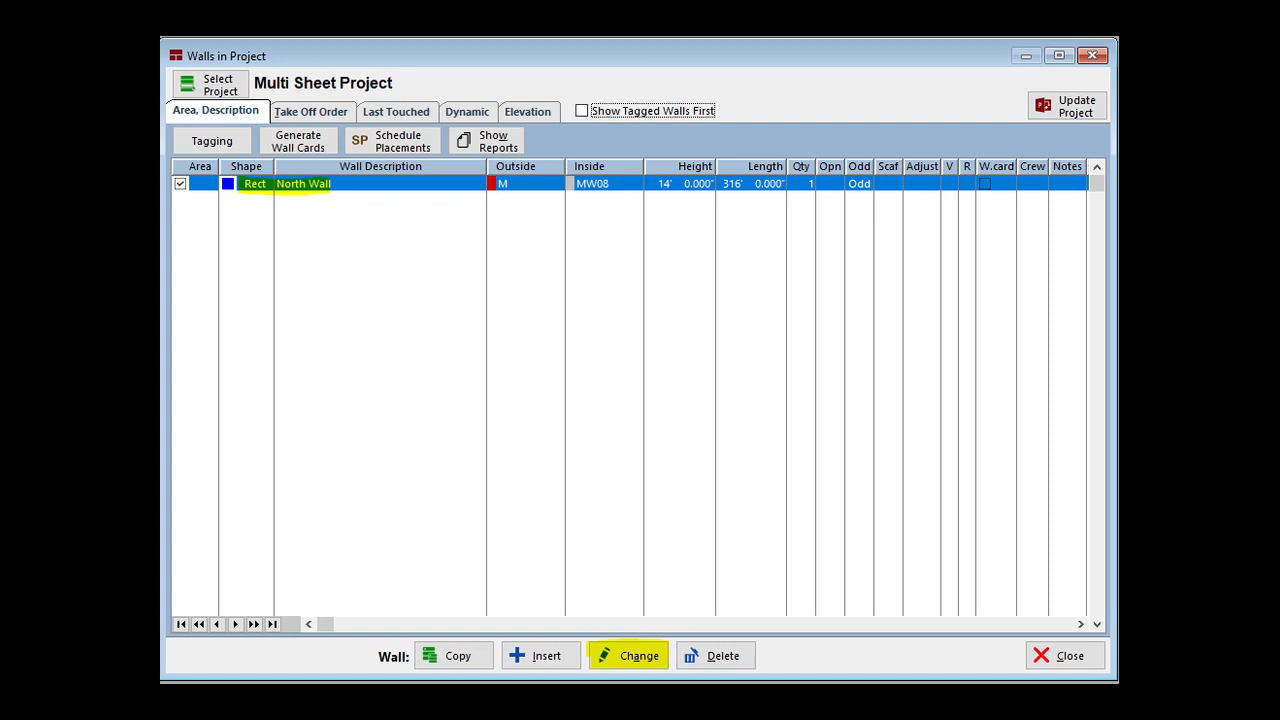 Walls in Project
Select Project
Multi Sheet Project
Area, Description Take Off Order Last Touched Dynamic Elevation Show Tagged Walls First
Update Project
Tagging Generate Wall Cards SP Schedule Placements Show Reports
Area Shape Wall Description Outside Inside Height Length Qty Opn Odd Scaf Adjust V R W.card Crew Notes
Rect North Wall M MW08 14' 0.000" 316' 0.000" 1 Odd
Wall: Copy Insert Change Delete Close